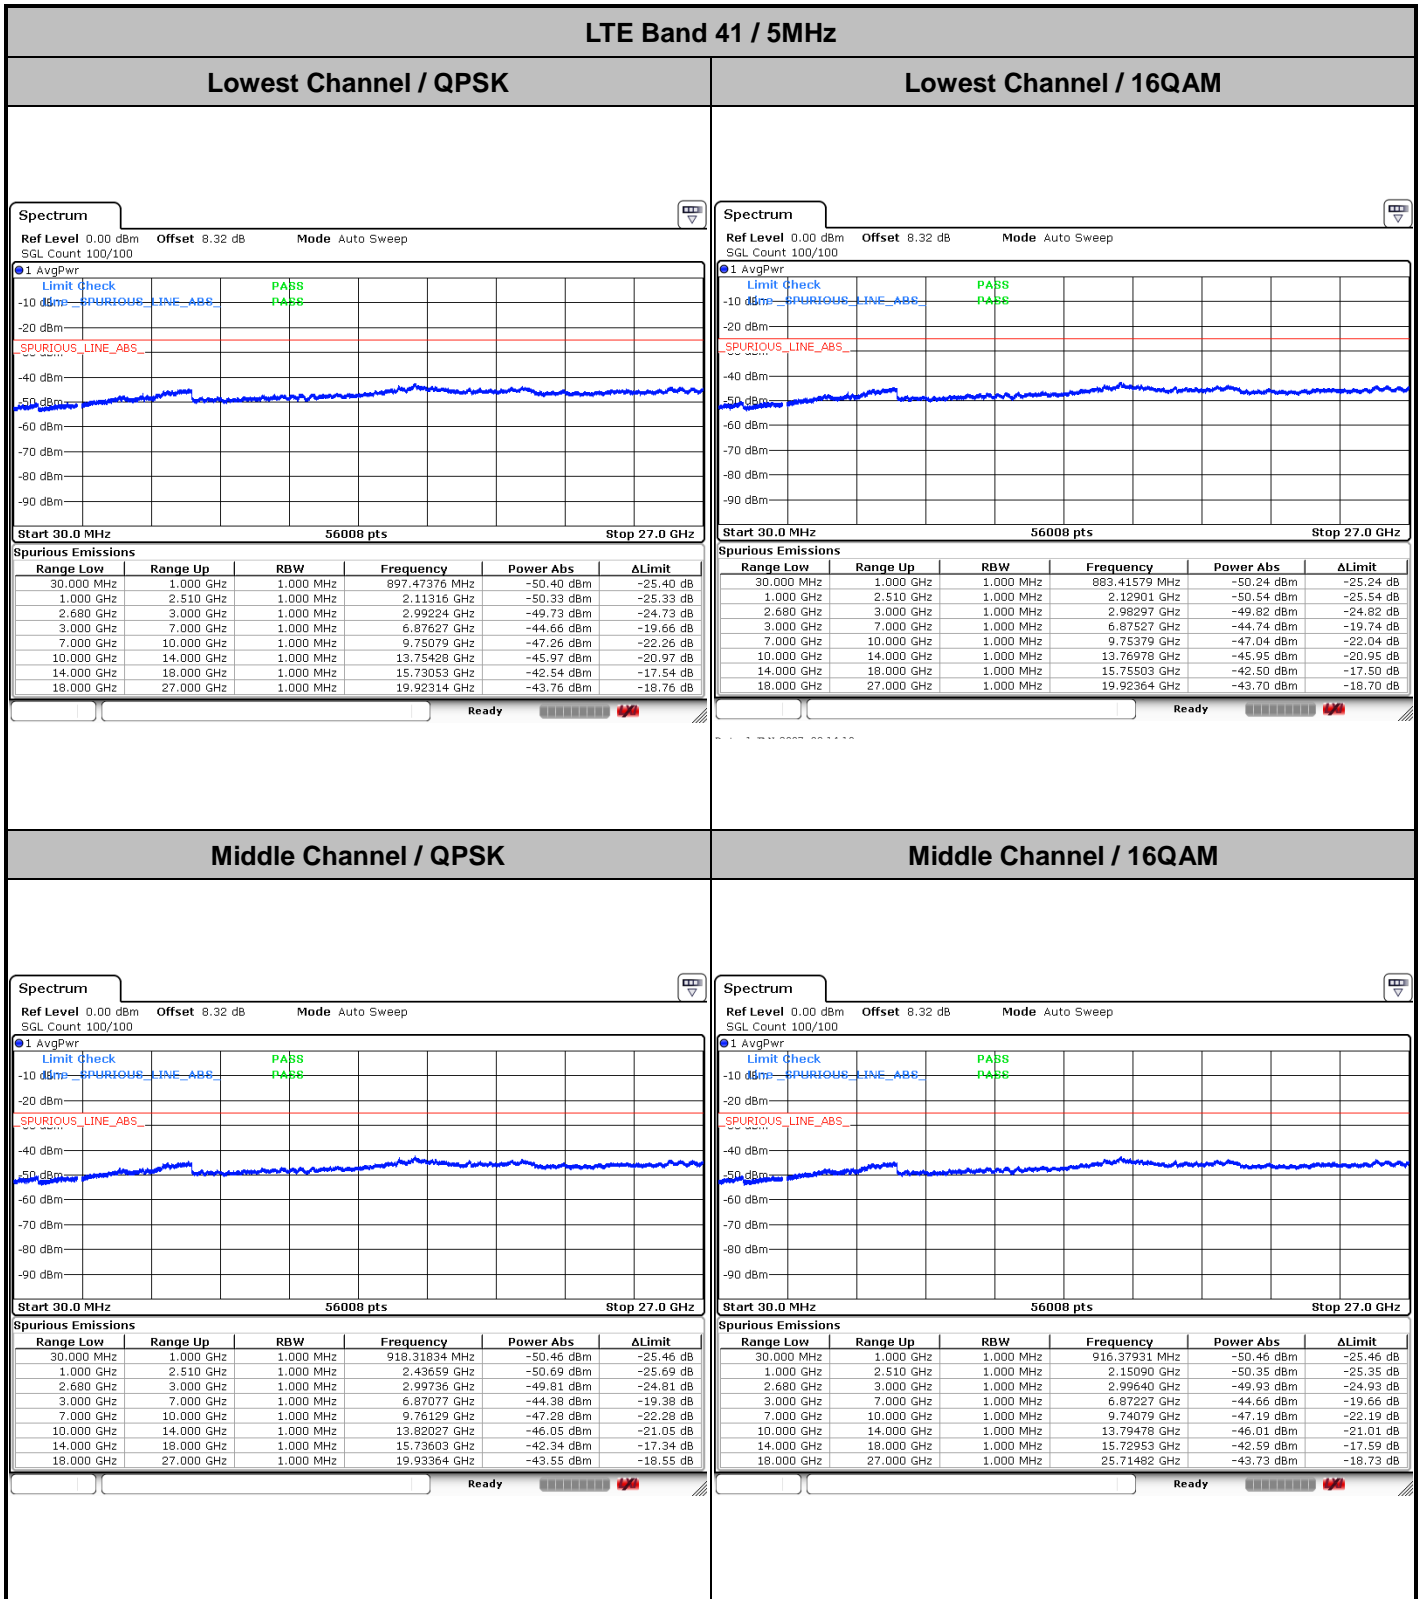 LTE Band 41 / 5MHz
Lowest Channel / QPSK
Lowest Channel / 16QAM
Spectrum
Ref Level 0.00 dBm Offset 8.32 dB Mode Auto Sweep
SGL Count 100/100
1 AvgPwr
Limit Check PASS
-10 dBm Line _SPURIOUS_LINE_ABS_ PASS
-20 dBm
_SPURIOUS_LINE_ABS_
-40 dBm
-50 dBm
-60 dBm
-70 dBm
-80 dBm
-90 dBm
Start 30.0 MHz 56008 pts Stop 27.0 GHz
Spurious Emissions
Range Low Range Up RBW Frequency Power Abs ΔLimit
30.000 MHz 1.000 GHz 1.000 MHz 897.47376 MHz -50.40 dBm -25.40 dB
1.000 GHz 2.510 GHz 1.000 MHz 2.11316 GHz -50.33 dBm -25.33 dB
2.680 GHz 3.000 GHz 1.000 MHz 2.99224 GHz -49.73 dBm -24.73 dB
3.000 GHz 7.000 GHz 1.000 MHz 6.87627 GHz -44.66 dBm -19.66 dB
7.000 GHz 10.000 GHz 1.000 MHz 9.75079 GHz -47.26 dBm -22.26 dB
10.000 GHz 14.000 GHz 1.000 MHz 13.75428 GHz -45.97 dBm -20.97 dB
14.000 GHz 18.000 GHz 1.000 MHz 15.73053 GHz -42.54 dBm -17.54 dB
18.000 GHz 27.000 GHz 1.000 MHz 19.92314 GHz -43.76 dBm -18.76 dB
Ready
Spectrum
Ref Level 0.00 dBm Offset 8.32 dB Mode Auto Sweep
SGL Count 100/100
1 AvgPwr
Limit Check PASS
-10 dBm Line _SPURIOUS_LINE_ABS_ PASS
-20 dBm
_SPURIOUS_LINE_ABS_
-40 dBm
-50 dBm
-60 dBm
-70 dBm
-80 dBm
-90 dBm
Start 30.0 MHz 56008 pts Stop 27.0 GHz
Spurious Emissions
Range Low Range Up RBW Frequency Power Abs ΔLimit
30.000 MHz 1.000 GHz 1.000 MHz 883.41579 MHz -50.24 dBm -25.24 dB
1.000 GHz 2.510 GHz 1.000 MHz 2.12901 GHz -50.54 dBm -25.54 dB
2.680 GHz 3.000 GHz 1.000 MHz 2.98297 GHz -49.82 dBm -24.82 dB
3.000 GHz 7.000 GHz 1.000 MHz 6.87527 GHz -44.74 dBm -19.74 dB
7.000 GHz 10.000 GHz 1.000 MHz 9.75379 GHz -47.04 dBm -22.04 dB
10.000 GHz 14.000 GHz 1.000 MHz 13.76978 GHz -45.95 dBm -20.95 dB
14.000 GHz 18.000 GHz 1.000 MHz 15.75503 GHz -42.50 dBm -17.50 dB
18.000 GHz 27.000 GHz 1.000 MHz 19.92364 GHz -43.70 dBm -18.70 dB
Ready
Middle Channel / QPSK
Middle Channel / 16QAM
Spectrum
Ref Level 0.00 dBm Offset 8.32 dB Mode Auto Sweep
SGL Count 100/100
1 AvgPwr
Limit Check PASS
-10 dBm Line _SPURIOUS_LINE_ABS_ PASS
-20 dBm
_SPURIOUS_LINE_ABS_
-40 dBm
-50 dBm
-60 dBm
-70 dBm
-80 dBm
-90 dBm
Start 30.0 MHz 56008 pts Stop 27.0 GHz
Spurious Emissions
Range Low Range Up RBW Frequency Power Abs ΔLimit
30.000 MHz 1.000 GHz 1.000 MHz 918.31834 MHz -50.46 dBm -25.46 dB
1.000 GHz 2.510 GHz 1.000 MHz 2.43659 GHz -50.69 dBm -25.69 dB
2.680 GHz 3.000 GHz 1.000 MHz 2.99736 GHz -49.81 dBm -24.81 dB
3.000 GHz 7.000 GHz 1.000 MHz 6.87077 GHz -44.38 dBm -19.38 dB
7.000 GHz 10.000 GHz 1.000 MHz 9.76129 GHz -47.28 dBm -22.28 dB
10.000 GHz 14.000 GHz 1.000 MHz 13.82027 GHz -46.05 dBm -21.05 dB
14.000 GHz 18.000 GHz 1.000 MHz 15.73603 GHz -42.34 dBm -17.34 dB
18.000 GHz 27.000 GHz 1.000 MHz 19.93364 GHz -43.55 dBm -18.55 dB
Ready
Spectrum
Ref Level 0.00 dBm Offset 8.32 dB Mode Auto Sweep
SGL Count 100/100
1 AvgPwr
Limit Check PASS
-10 dBm Line _SPURIOUS_LINE_ABS_ PASS
-20 dBm
_SPURIOUS_LINE_ABS_
-40 dBm
-50 dBm
-60 dBm
-70 dBm
-80 dBm
-90 dBm
Start 30.0 MHz 56008 pts Stop 27.0 GHz
Spurious Emissions
Range Low Range Up RBW Frequency Power Abs ΔLimit
30.000 MHz 1.000 GHz 1.000 MHz 916.37931 MHz -50.46 dBm -25.46 dB
1.000 GHz 2.510 GHz 1.000 MHz 2.15090 GHz -50.35 dBm -25.35 dB
2.680 GHz 3.000 GHz 1.000 MHz 2.99640 GHz -49.93 dBm -24.93 dB
3.000 GHz 7.000 GHz 1.000 MHz 6.87227 GHz -44.66 dBm -19.66 dB
7.000 GHz 10.000 GHz 1.000 MHz 9.74079 GHz -47.19 dBm -22.19 dB
10.000 GHz 14.000 GHz 1.000 MHz 13.79478 GHz -46.01 dBm -21.01 dB
14.000 GHz 18.000 GHz 1.000 MHz 15.72953 GHz -42.59 dBm -17.59 dB
18.000 GHz 27.000 GHz 1.000 MHz 25.71482 GHz -43.73 dBm -18.73 dB
Ready